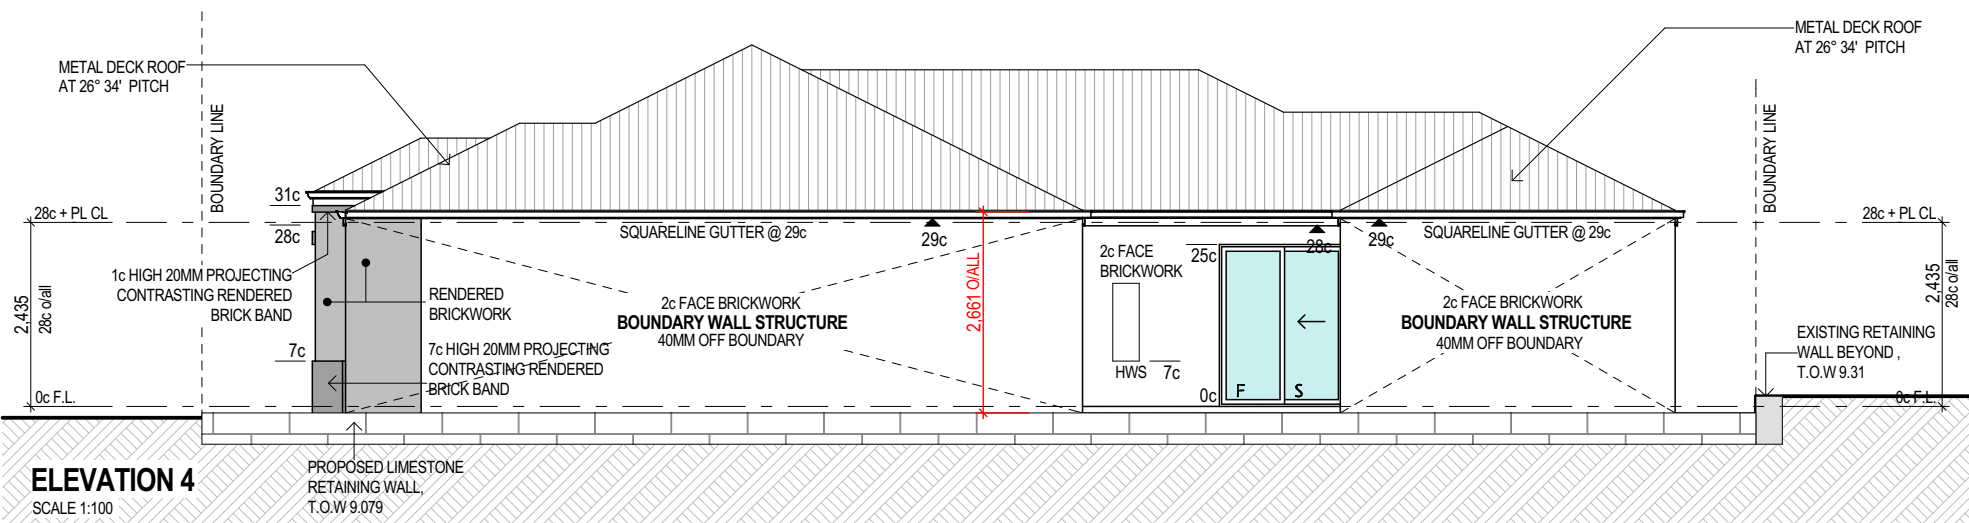 METAL DECK ROOF
AT 26° 34' PITCH
METAL DECK ROOF
AT 26° 34' PITCH
BOUNDARY LINE
BOUNDARY LINE
31c
28c + PL CL
28c + PL CL
28c
SQUARELINE GUTTER @ 29c
29c
28c
29c
SQUARELINE GUTTER @ 29c
2c FACE
BRICKWORK
25c
1c HIGH 20MM PROJECTING
CONTRASTING RENDERED
BRICK BAND
RENDERED
BRICKWORK
2c FACE BRICKWORK
BOUNDARY WALL STRUCTURE
40MM OFF BOUNDARY
2,661 O/ALL
2c FACE BRICKWORK
BOUNDARY WALL STRUCTURE
40MM OFF BOUNDARY
2,435
28c o/all
2,435
28c o/all
EXISTING RETAINING
WALL BEYOND ,
T.O.W 9.31
7c
7c HIGH 20MM PROJECTING
CONTRASTING RENDERED
BRICK BAND
HWS
7c
0c
F
S
0c F.L.
0c F.L.
PROPOSED LIMESTONE
RETAINING WALL,
T.O.W 9.079
ELEVATION 4
SCALE 1:100